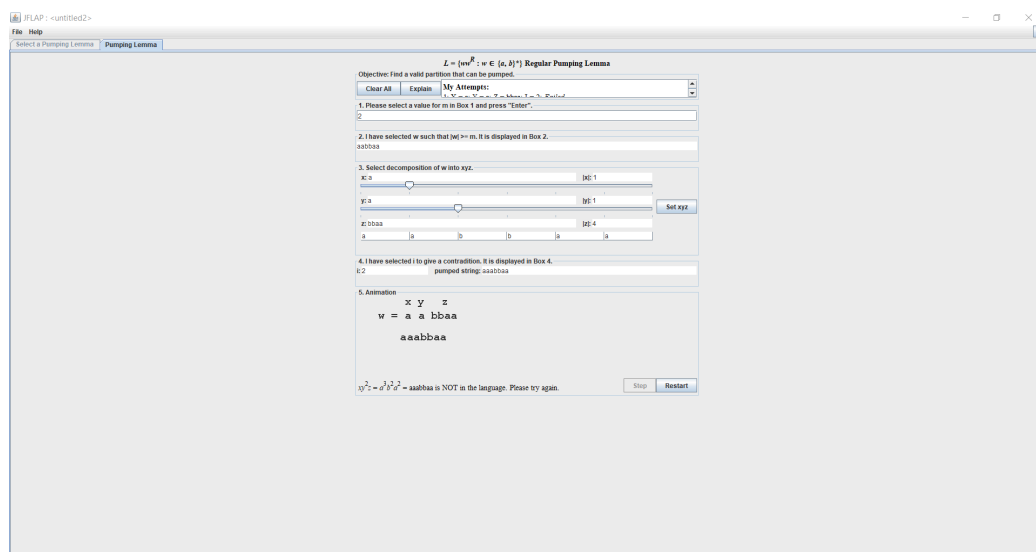 JFLAP : <untitled2>
File Help
Select a Pumping Lemma Pumping Lemma
L = {ww^R : w ∈ {a, b}*} Regular Pumping Lemma
Objective: Find a valid partition that can be pumped.
Clear All Explain My Attempts:
1. Please select a value for m in Box 1 and press "Enter".
2
2. I have selected w such that |w| >= m. It is displayed in Box 2.
aabbaa
3. Select decomposition of w into xyz.
x: a |x|: 1
y: a |y|: 1
Set xyz
z: bbaa |z|: 4
a a b b a a
4. I have selected i to give a contradition. It is displayed in Box 4.
i: 2 pumped string: aaabbaa
5. Animation
x y z
w = a a bbaa
aaabbaa
xy^2z = a^3b^2a^2 = aaabbaa is NOT in the language. Please try again.
Step Restart